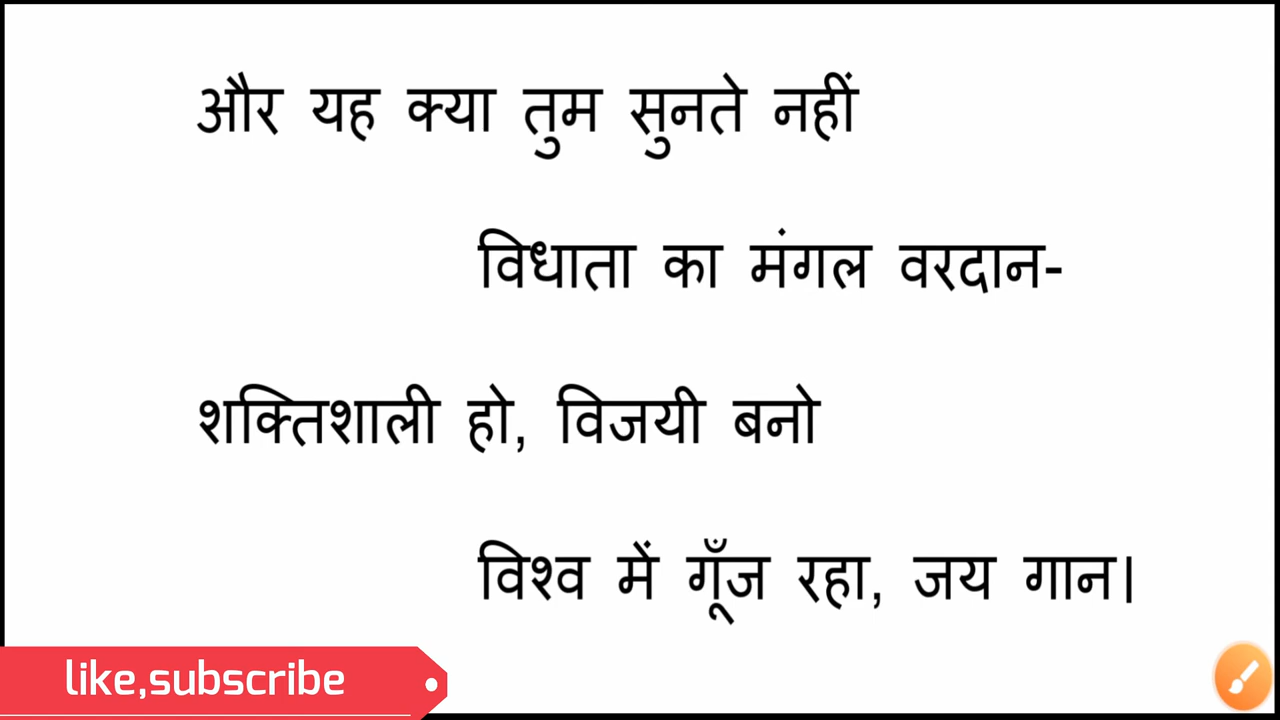 और यह क्या तुम सुनते नहीं
विधाता का मंगल वरदान-
शक्तिशाली हो, विजयी बनो
विश्व में गूँज रहा, जय गान।
like,subscribe